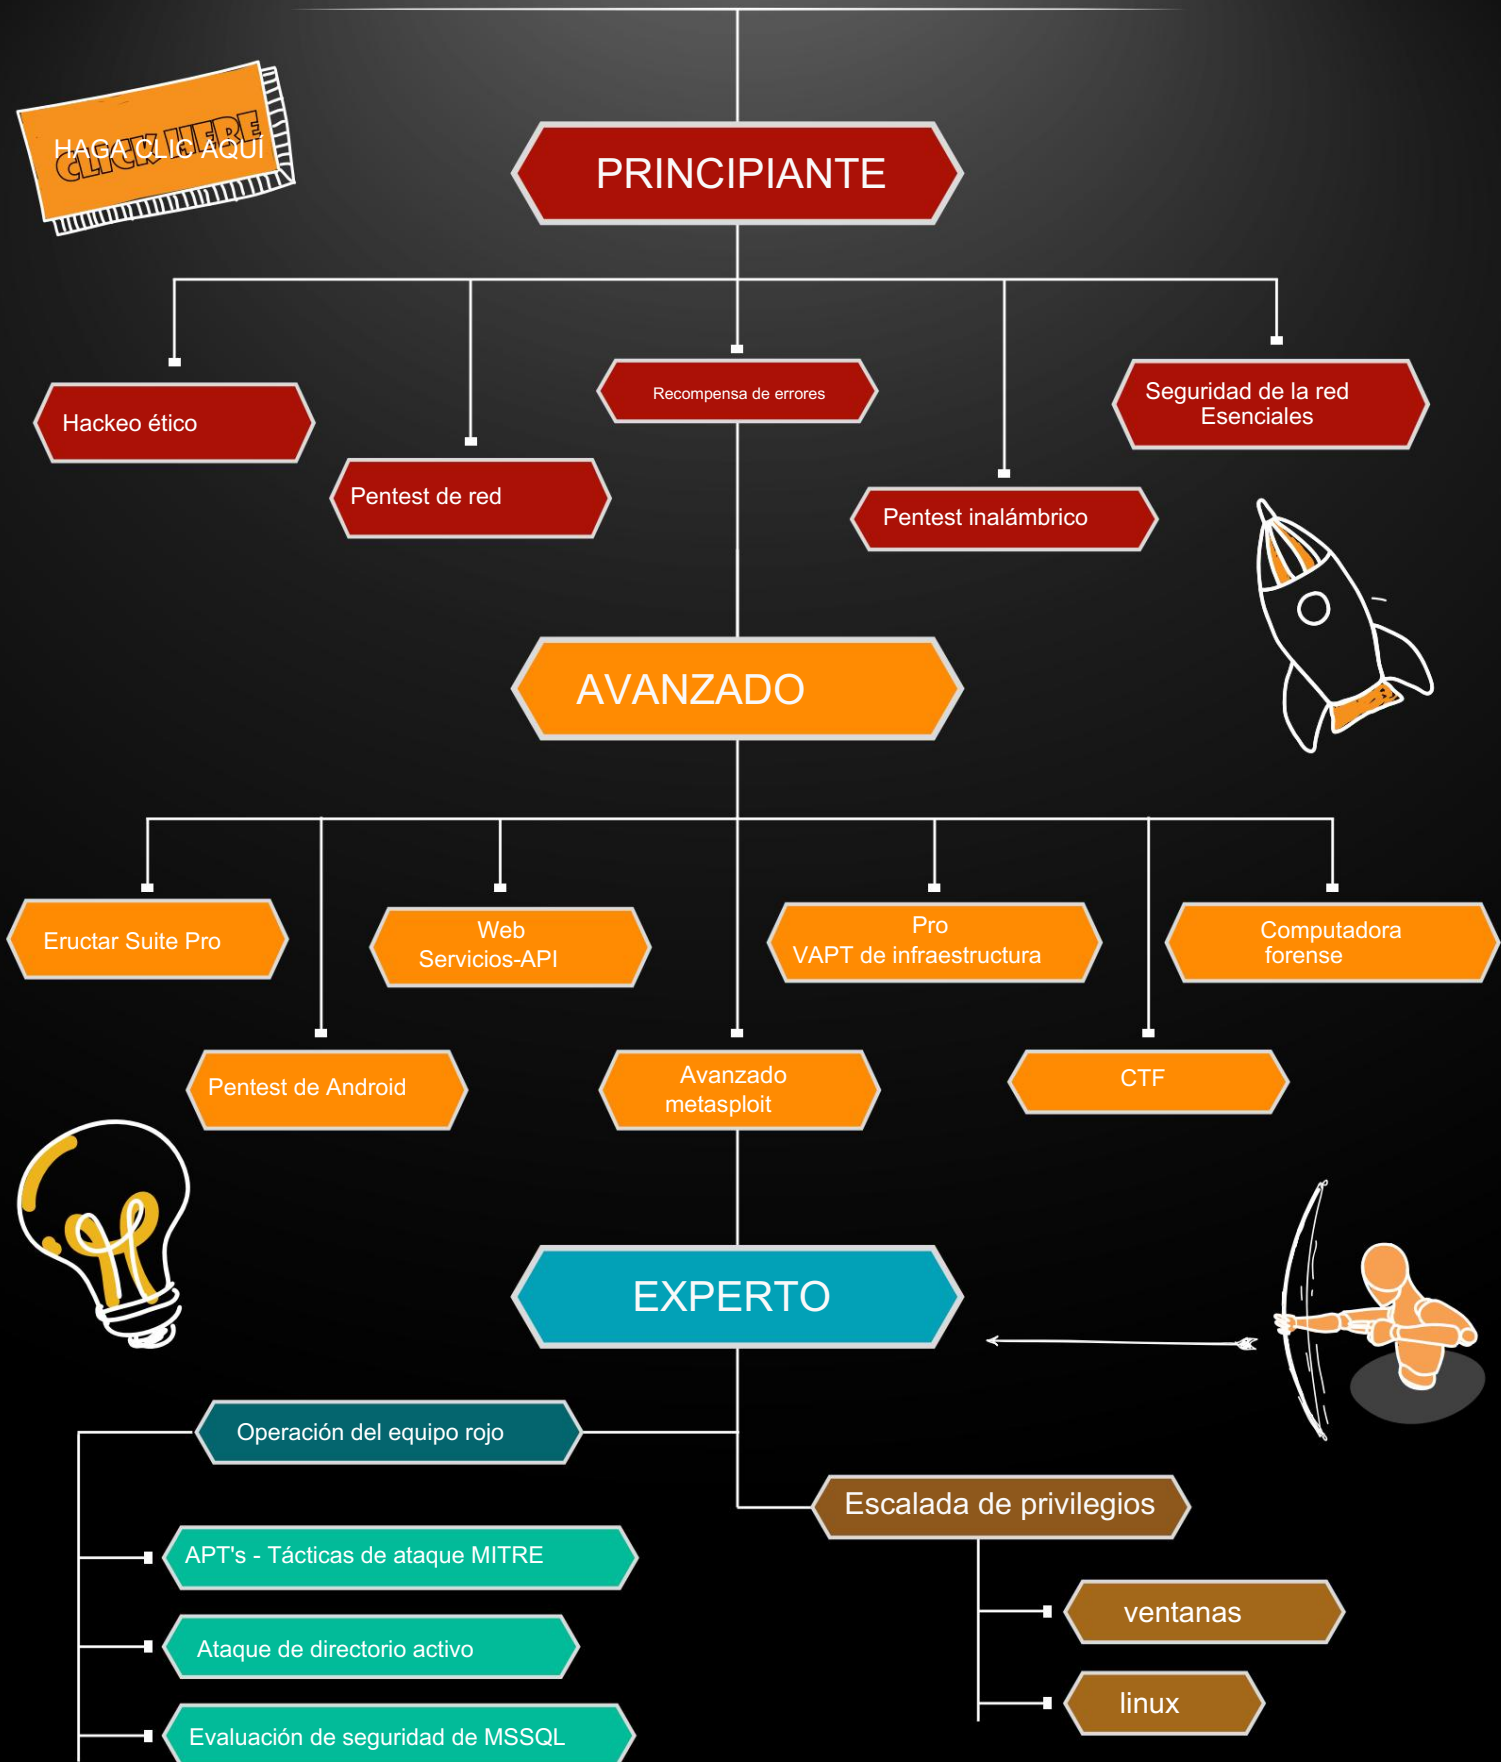 CLICK HERE
HAGA CLIC AQUÍ
PRINCIPIANTE
Hackeo ético
Pentest de red
Recompensa de errores
Pentest inalámbrico
Seguridad de la red
Esenciales
AVANZADO
Eructar Suite Pro
Web
Servicios-API
Pro
VAPT de infraestructura
Computadora
forense
Pentest de Android
Avanzado
metasploit
CTF
EXPERTO
Operación del equipo rojo
Escalada de privilegios
APT's - Tácticas de ataque MITRE
ventanas
Ataque de directorio activo
linux
Evaluación de seguridad de MSSQL